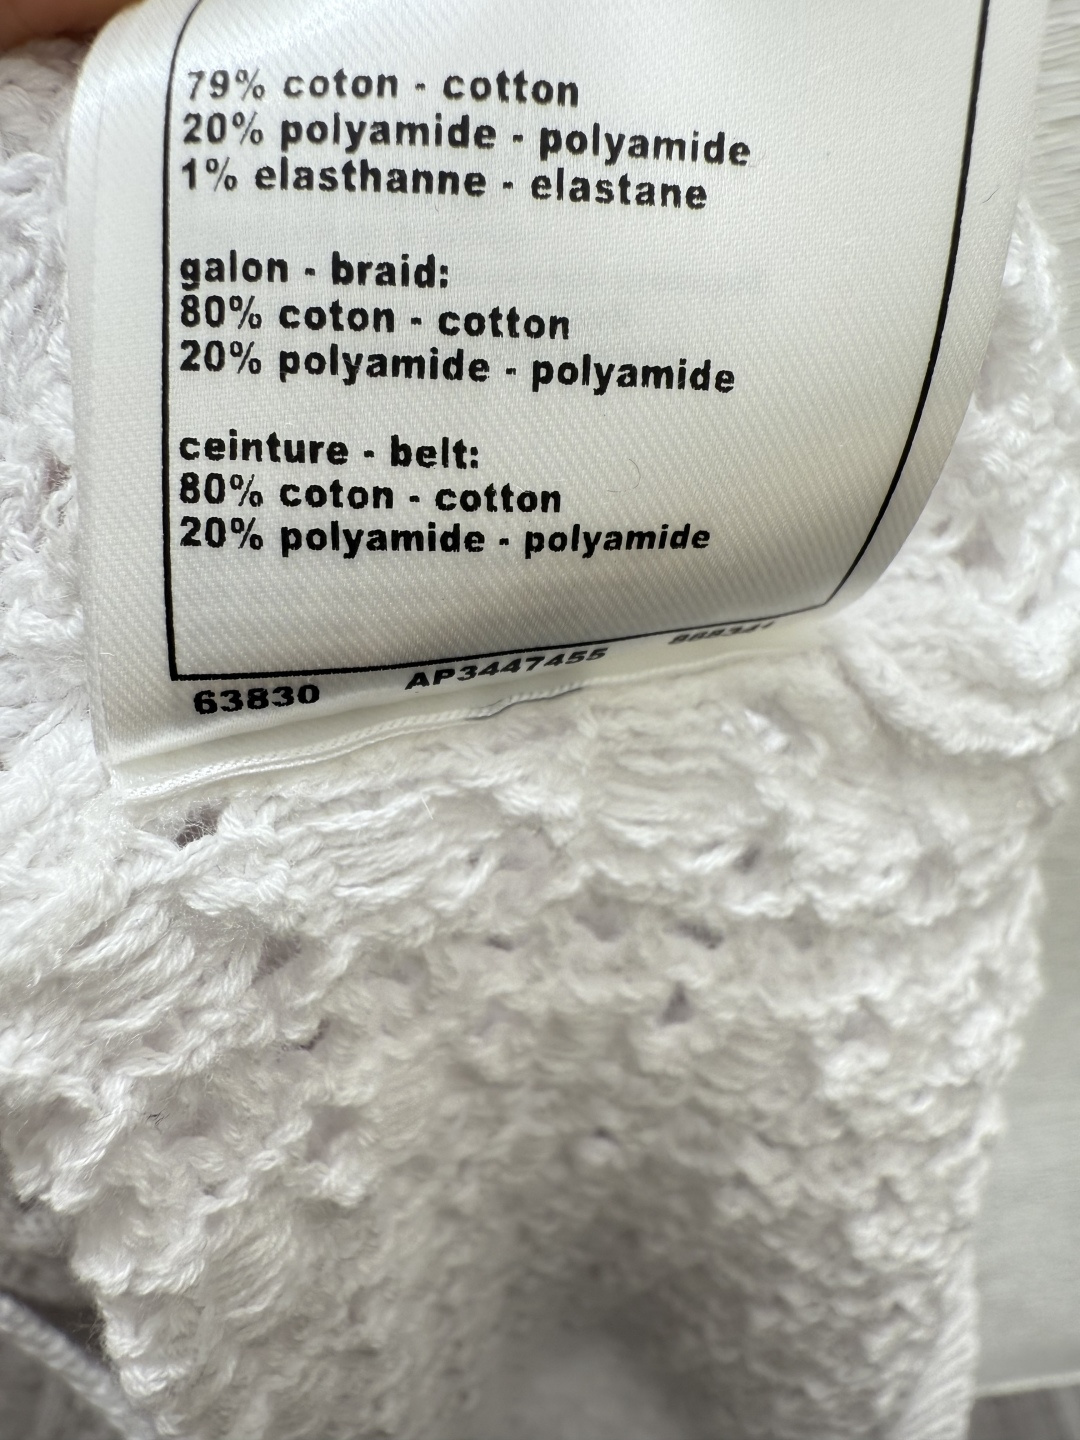 79% coton - cotton
20% polyamide - polyamide
1% elasthanne - elastane
galon - braid:
80% coton - cotton
20% polyamide - polyamide
ceinture - belt:
80% coton - cotton
20% polyamide - polyamide
63830 AP3447455